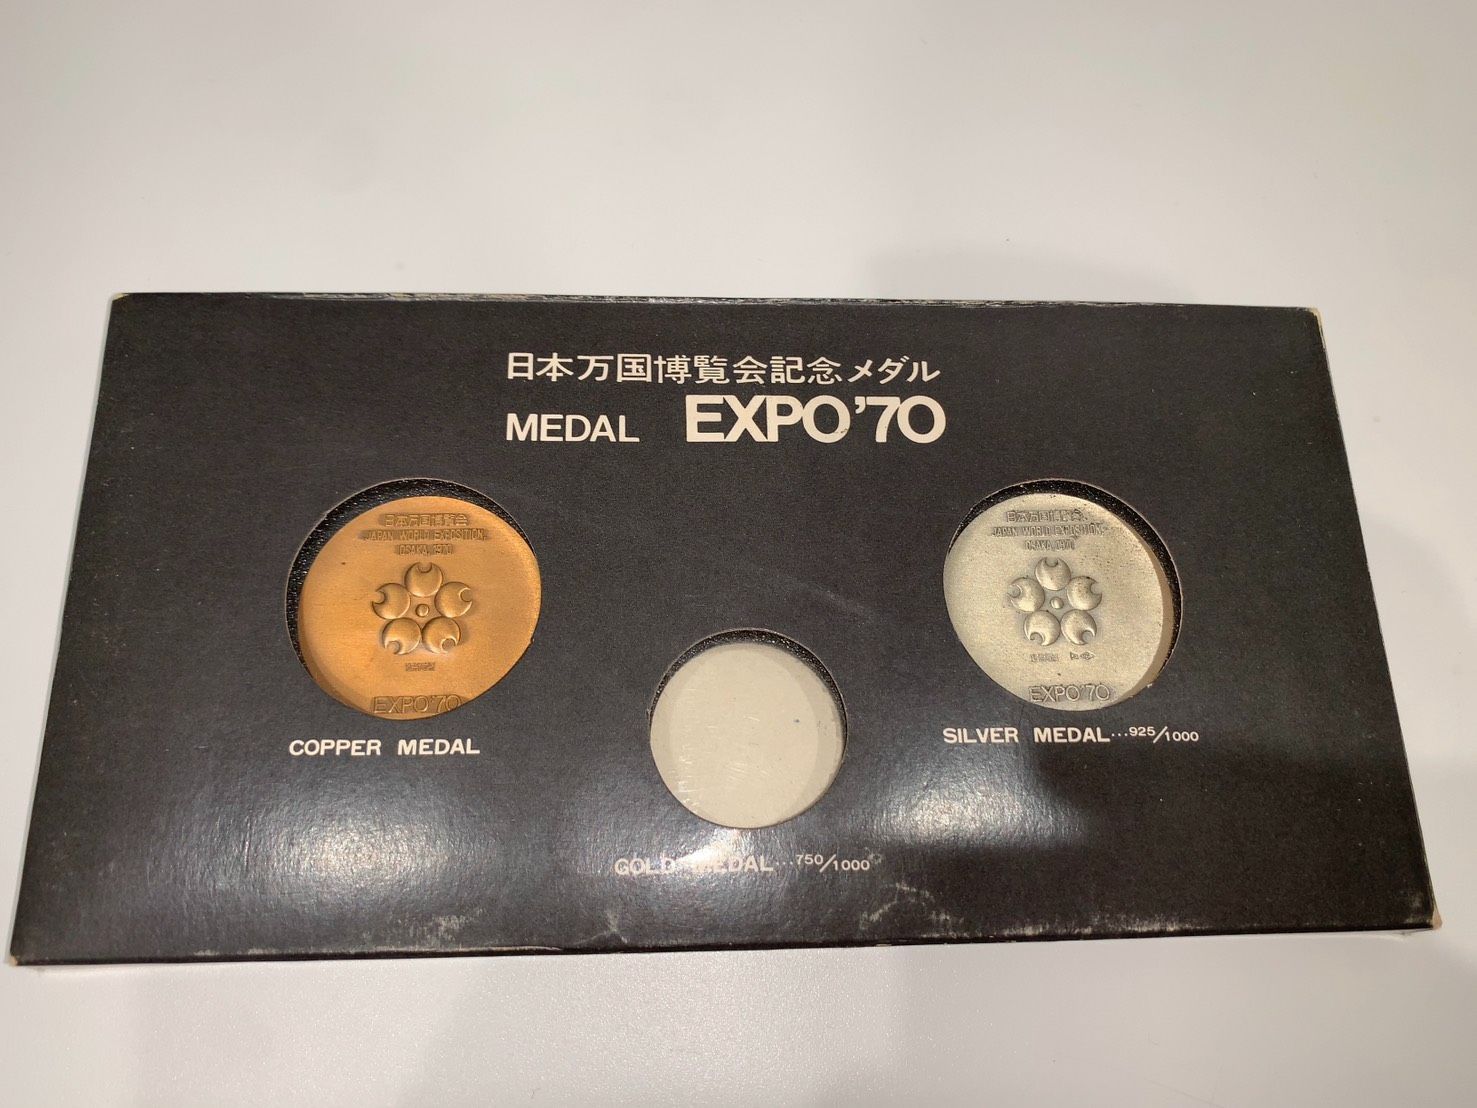 日本万国博覧会記念メダル
MEDAL EXPO'70
日本万国博覧会
JAPAN WORLD EXPOSITION,
OSAKA, 1970
EXPO'70
COPPER MEDAL
日本万国博覧会
JAPAN WORLD EXPOSITION,
OSAKA, 1970
EXPO'70
SILVER MEDAL...925/1000
GOLD MEDAL...750/1000